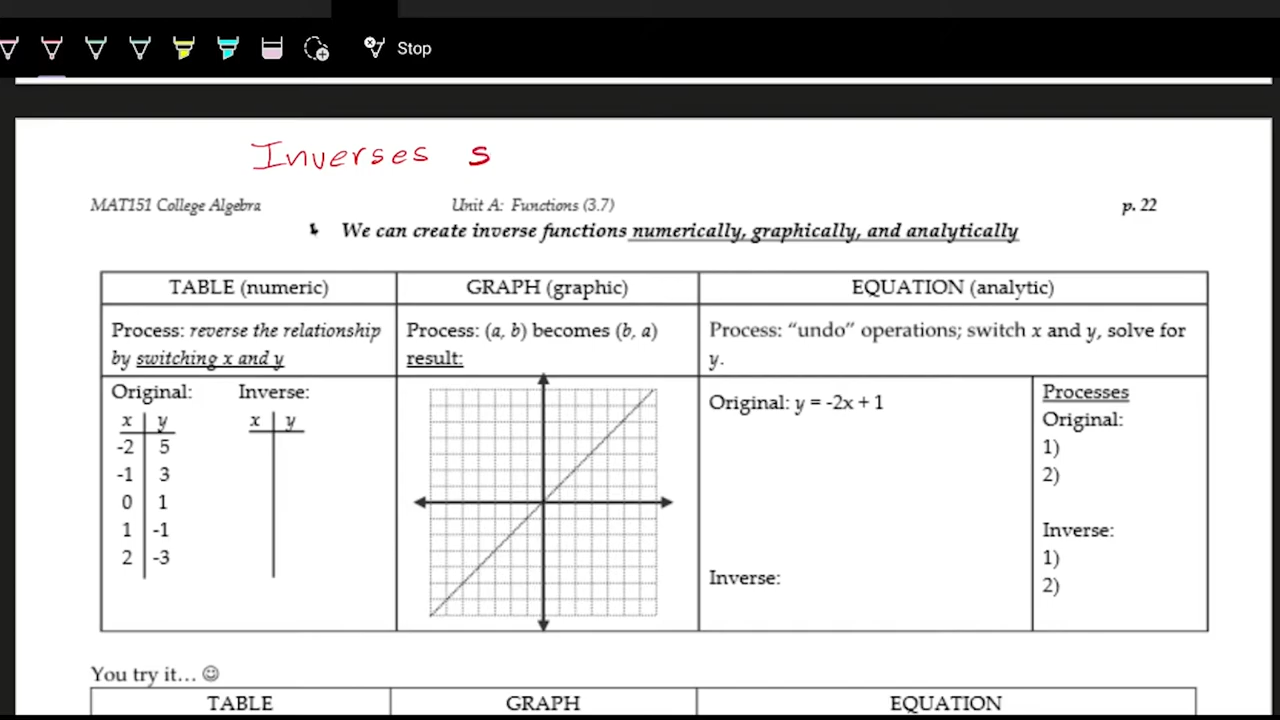 Stop
Inverses s
MAT151 College Algebra Unit A: Functions (3.7) p. 22
We can create inverse functions numerically, graphically, and analytically
TABLE (numeric) GRAPH (graphic) EQUATION (analytic)
Process: reverse the relationship
by switching x and y
Process: (a, b) becomes (b, a)
result:
Process: “undo” operations; switch x and y, solve for
y.
Original: Inverse:
x y x y
-2 5
-1 3
0 1
1 -1
2 -3
Original: y = -2x + 1
Inverse:
Processes
Original:
1)
2)
Inverse:
1)
2)
You try it… ☺
TABLE GRAPH EQUATION